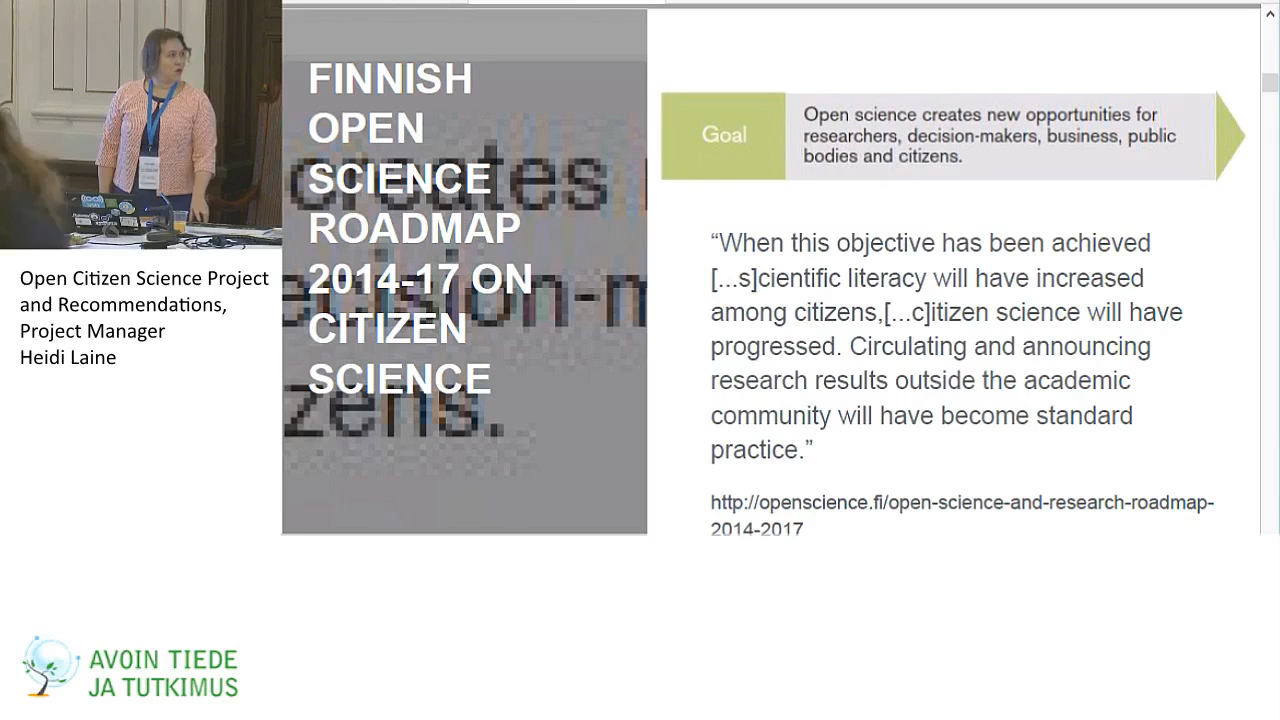 FINNISH
OPEN
SCIENCE
ROADMAP
2014-17 ON
CITIZEN
SCIENCE
creates
ecision-m
zens.
Goal
Open science creates new opportunities for
researchers, decision-makers, business, public
bodies and citizens.
“When this objective has been achieved
[...s]cientific literacy will have increased
among citizens,[...c]itizen science will have
progressed. Circulating and announcing
research results outside the academic
community will have become standard
practice.”
http://openscience.fi/open-science-and-research-roadmap-
2014-2017
Open Citizen Science Project
and Recommendations,
Project Manager
Heidi Laine
AVOIN TIEDE
JA TUTKIMUS